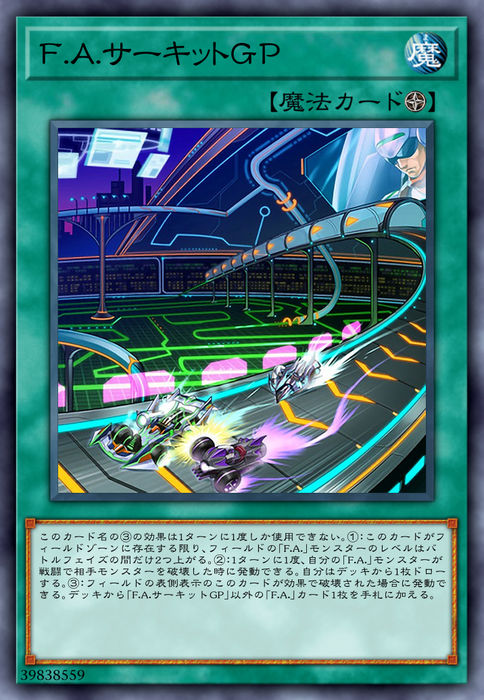 F.A.サーキットGP
魔
【魔法カード】
このカード名の③の効果は1ターンに1度しか使用できない。①:このカードがフ
ィールドゾーンに存在する限り、フィールドの「F.A.」モンスターのレベルはバ
トルフェイズの間だけ2つ上がる。②:1ターンに1度、自分の「F.A.」モンスターが
戦闘で相手モンスターを破壊した時に発動できる。自分はデッキから1枚ドロー
する。③:フィールドの表側表示のこのカードが効果で破壊された場合に発動で
きる。デッキから「F.A.サーキットGP」以外の「F.A.」カード1枚を手札に加える。
39838559